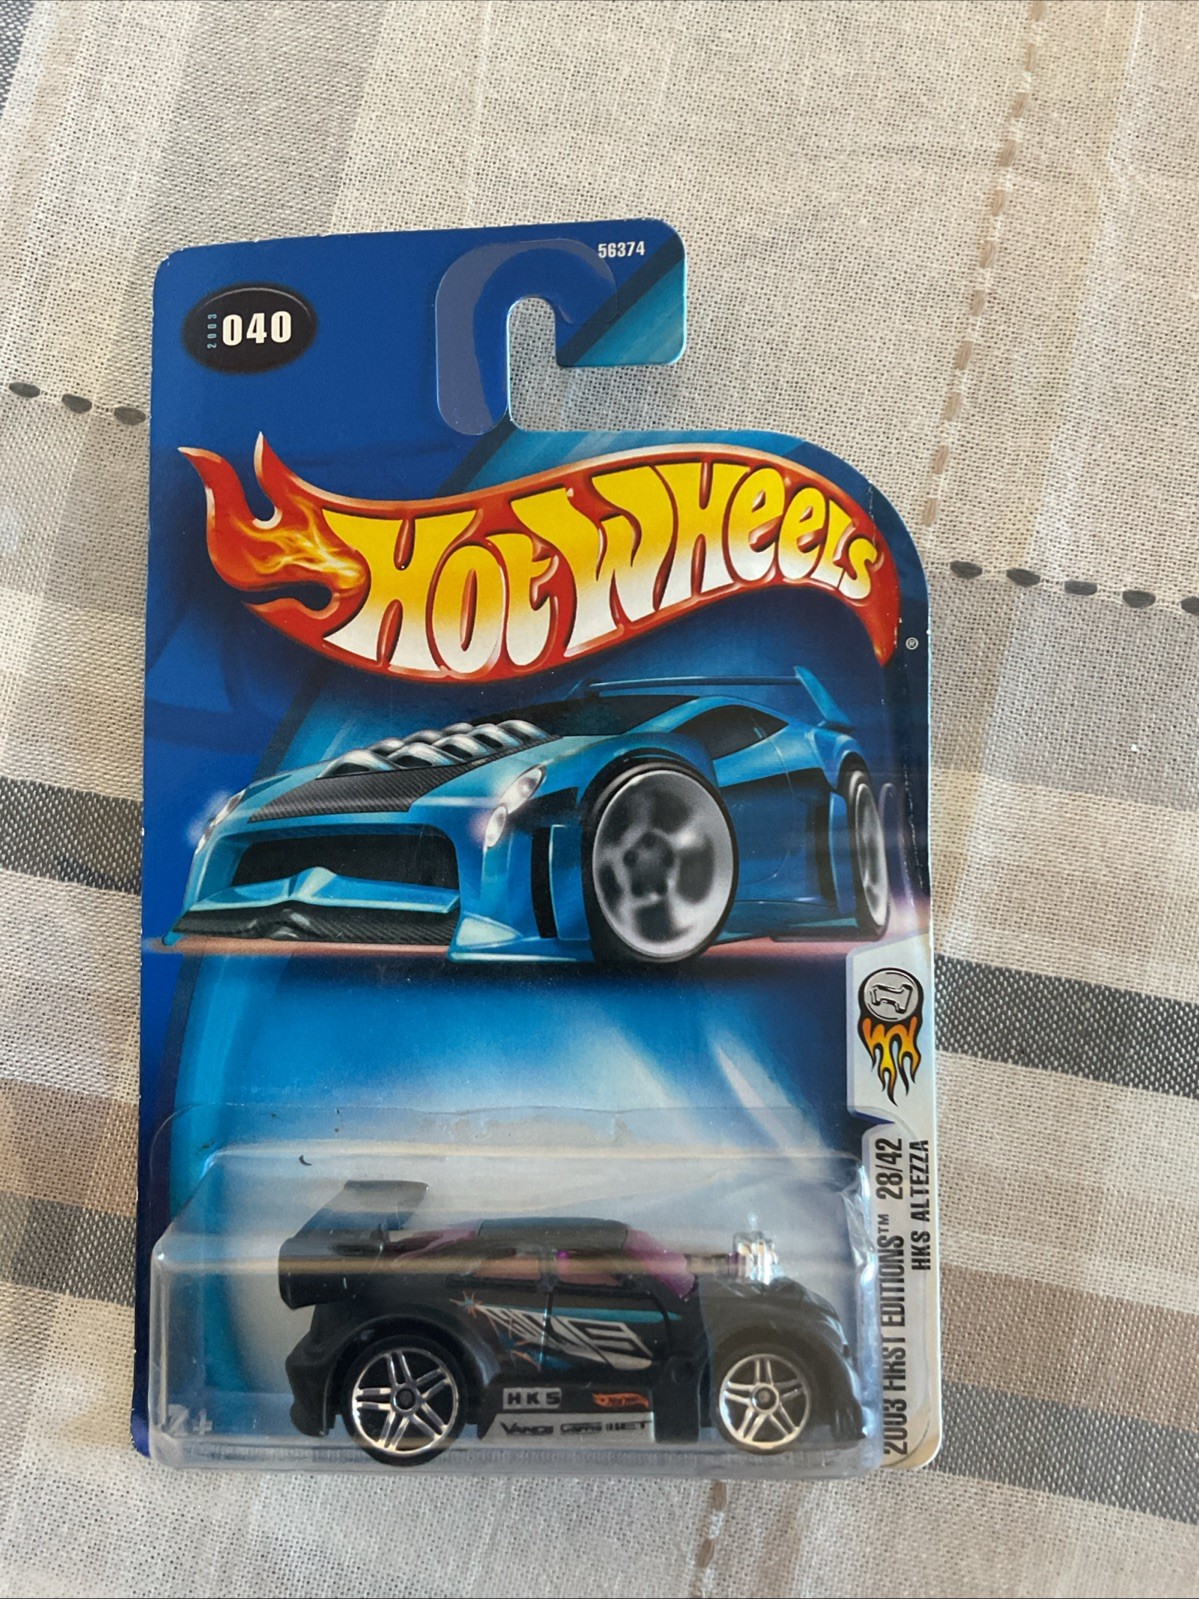 56374
2003
040
HOT WHEELS
®
2003 FIRST EDITIONS™ 28/42
HKS ALTEZZA
HKS